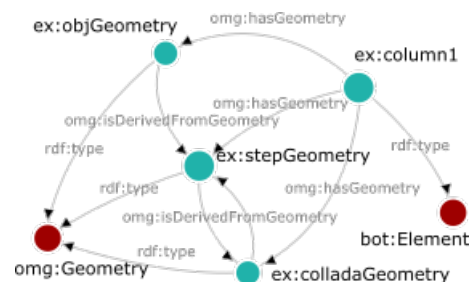 omg:hasGeometry
ex:objGeometry
ex:column1
omg:hasGeometry
omg:isDerivedFromGeometry
rdf:type
rdf:type
ex:stepGeometry
rdf:type
omg:hasGeometry
omg:isDerivedFromGeometry
bot:Element
rdf:type
omg:Geometry
ex:colladaGeometry